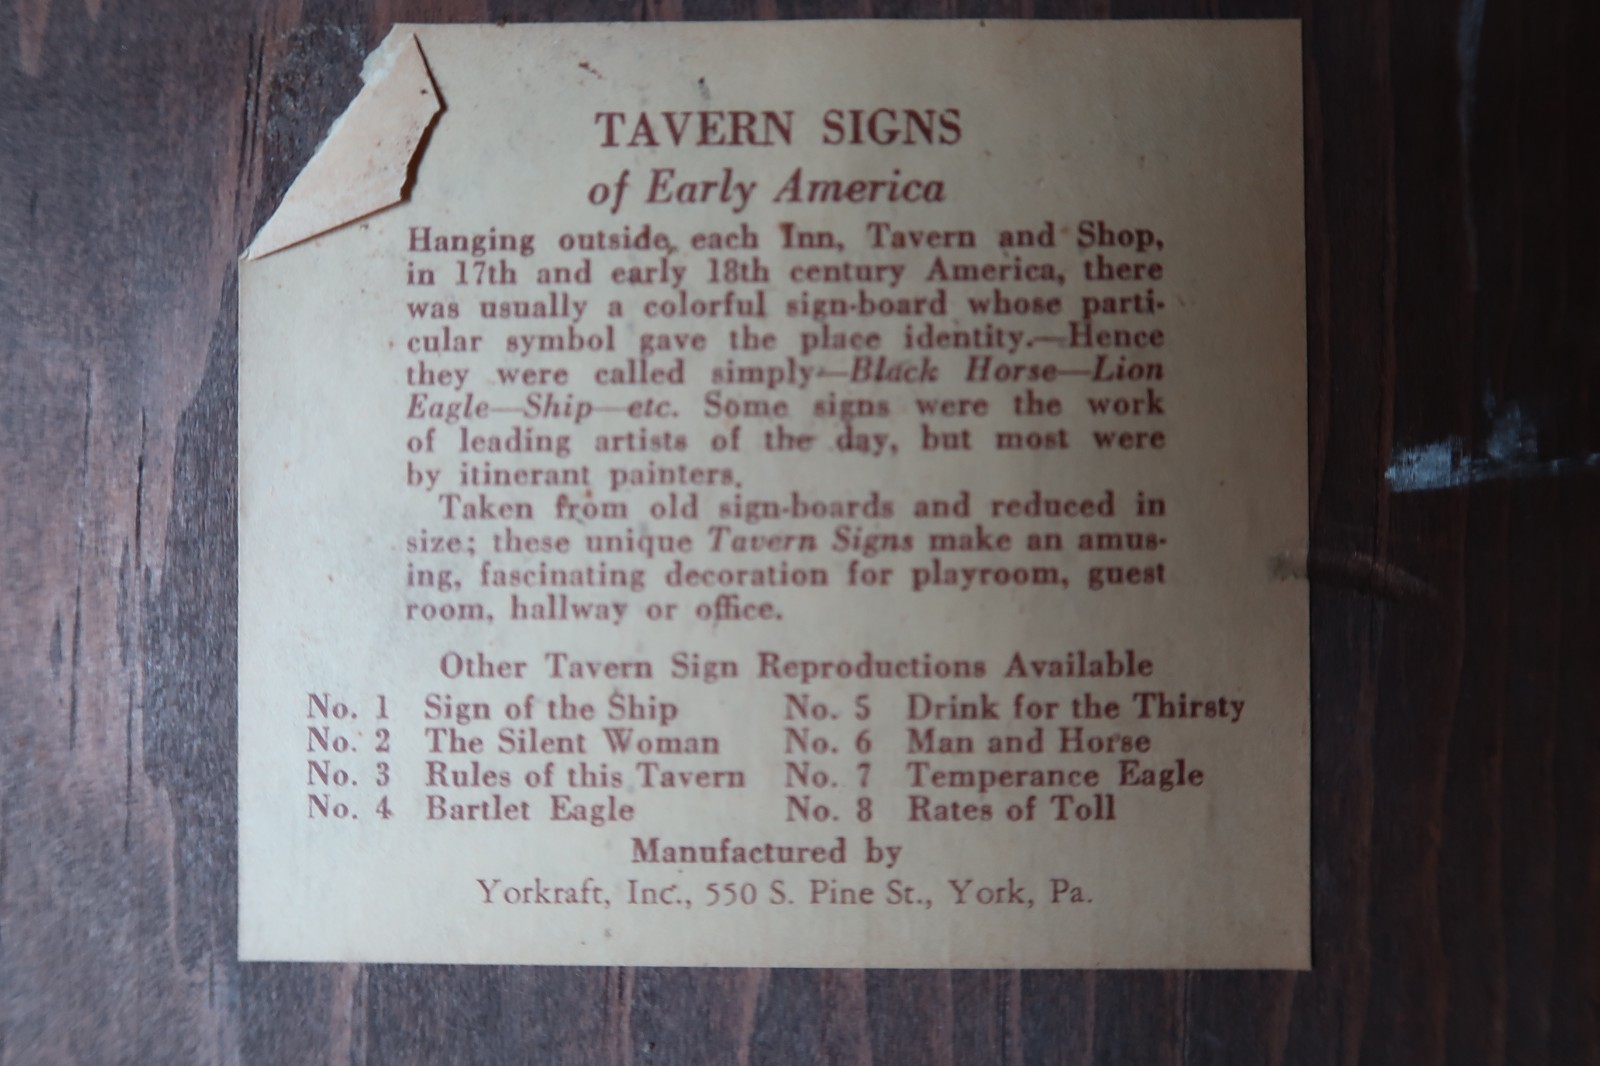 TAVERN SIGNS
of Early America
Hanging outside, each Inn, Tavern and Shop,
in 17th and early 18th century America, there
was usually a colorful sign-board whose parti-
cular symbol gave the place identity.—Hence
they were called simply—Black Horse—Lion
Eagle—Ship—etc. Some signs were the work
of leading artists of the day, but most were
by itinerant painters.
Taken from old sign-boards and reduced in
size; these unique Tavern Signs make an amus-
ing, fascinating decoration for playroom, guest
room, hallway or office.
Other Tavern Sign Reproductions Available
No. 1 Sign of the Ship No. 5 Drink for the Thirsty
No. 2 The Silent Woman No. 6 Man and Horse
No. 3 Rules of this Tavern No. 7 Temperance Eagle
No. 4 Bartlet Eagle No. 8 Rates of Toll
Manufactured by
Yorkraft, Inc., 550 S. Pine St., York, Pa.